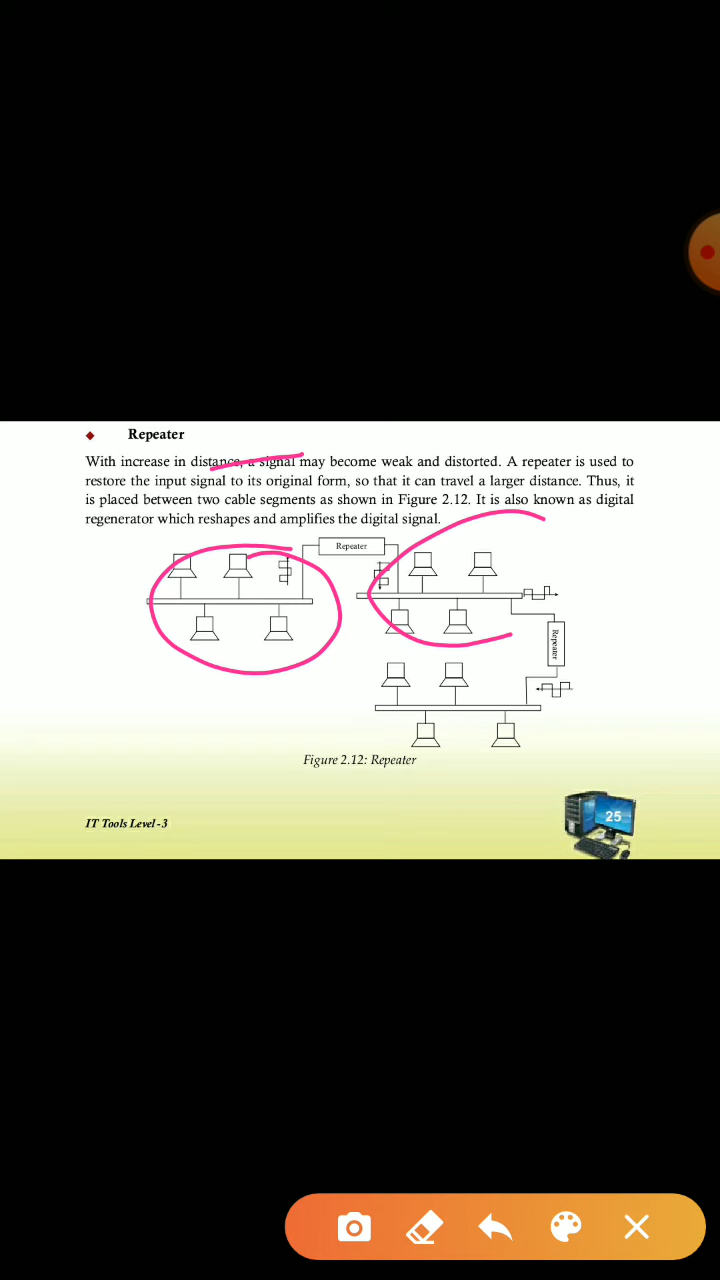 ◆ Repeater
With increase in distance, a signal may become weak and distorted. A repeater is used to
restore the input signal to its original form, so that it can travel a larger distance. Thus, it
is placed between two cable segments as shown in Figure 2.12. It is also known as digital
regenerator which reshapes and amplifies the digital signal.
Repeater
Repeater
Figure 2.12: Repeater
IT Tools Level-3
25